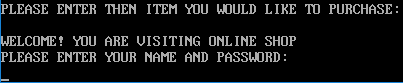 PLEASE ENTER THEN ITEM YOU WOULD LIKE TO PURCHASE:
WELCOME! YOU ARE VISITING ONLINE SHOP
PLEASE ENTER YOUR NAME AND PASSWORD: